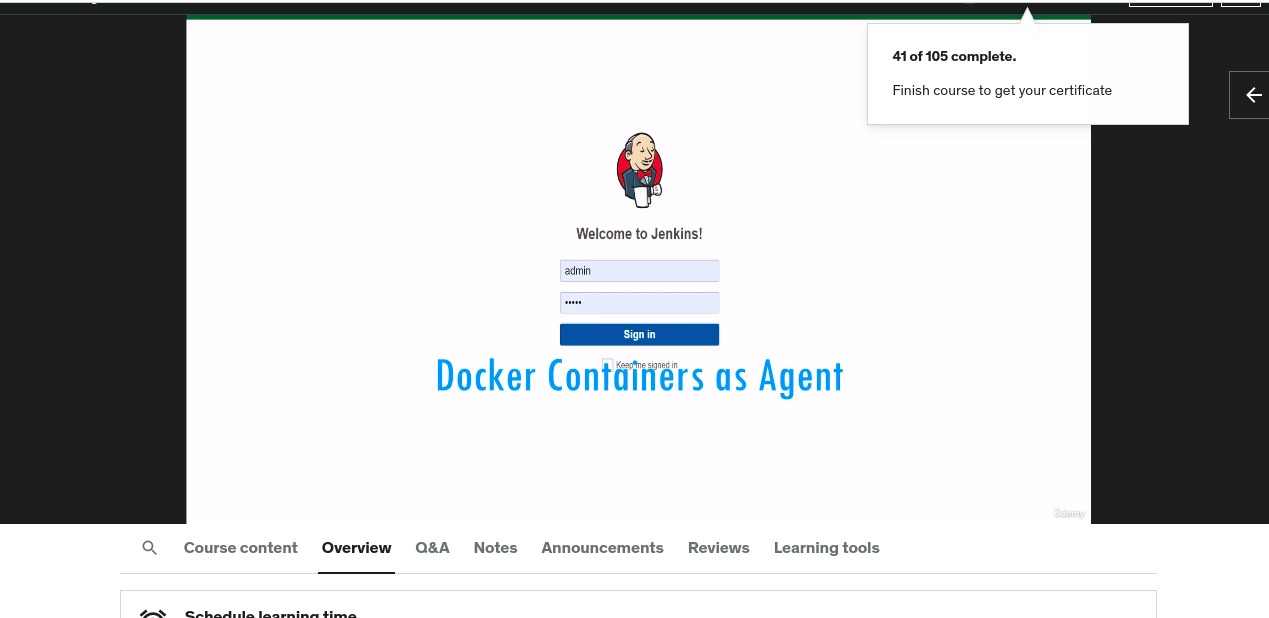 41 of 105 complete.
Finish course to get your certificate
Welcome to Jenkins!
admin
•••••
Sign in
Keep me signed in
Docker Containers as Agent
Udemy
Course content
Overview
Q&A
Notes
Announcements
Reviews
Learning tools
Schedule learning time